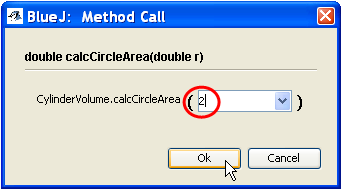 BlueJ: Method Call
double calcCircleArea(double r)
CylinderVolume.calcCircleArea ( 2 )
Ok Cancel